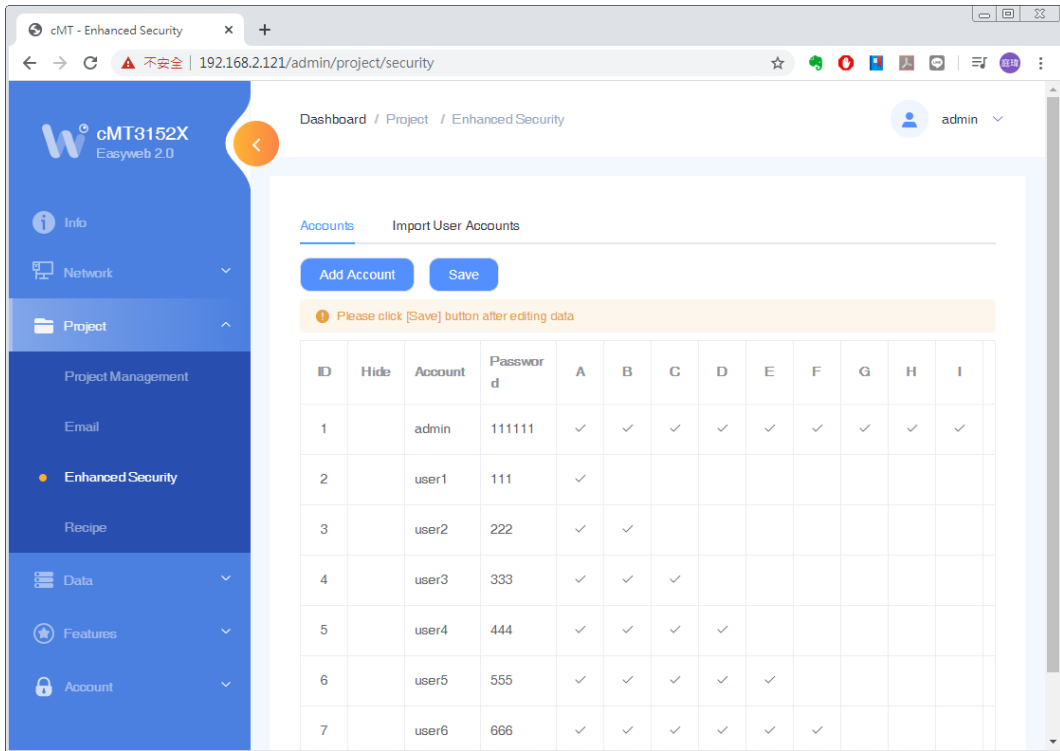 cMT - Enhanced Security
不安全 192.168.2.121/admin/project/security
cMT3152X
Easyweb 2.0
Dashboard / Project / Enhanced Security
admin
Info
Network
Project
Project Management
Email
Enhanced Security
Recipe
Data
Features
Account
Accounts Import User Accounts
Add Account Save
Please click [Save] button after editing data
ID Hide Account Passwor A B C D E F G H I
d
1 admin 111111
2 user1 111
3 user2 222
4 user3 333
5 user4 444
6 user5 555
7 user6 666